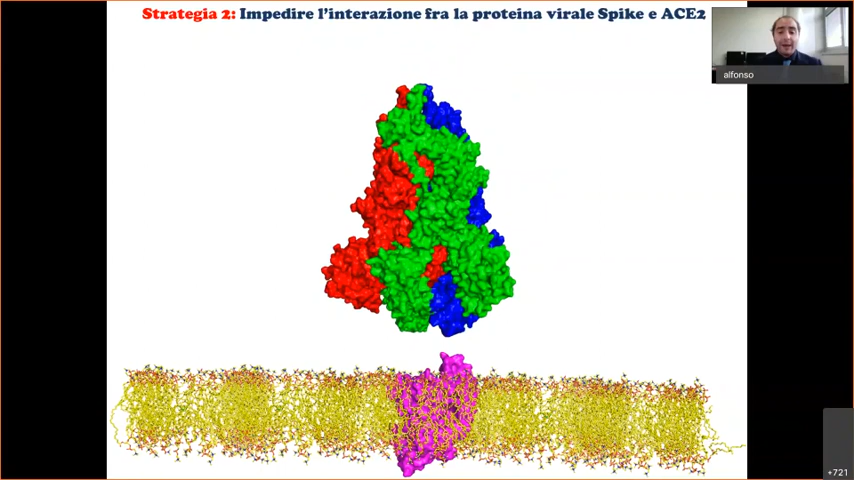 Strategia 2: Impedire l’interazione fra la proteina virale Spike e ACE2
alfonso
+721